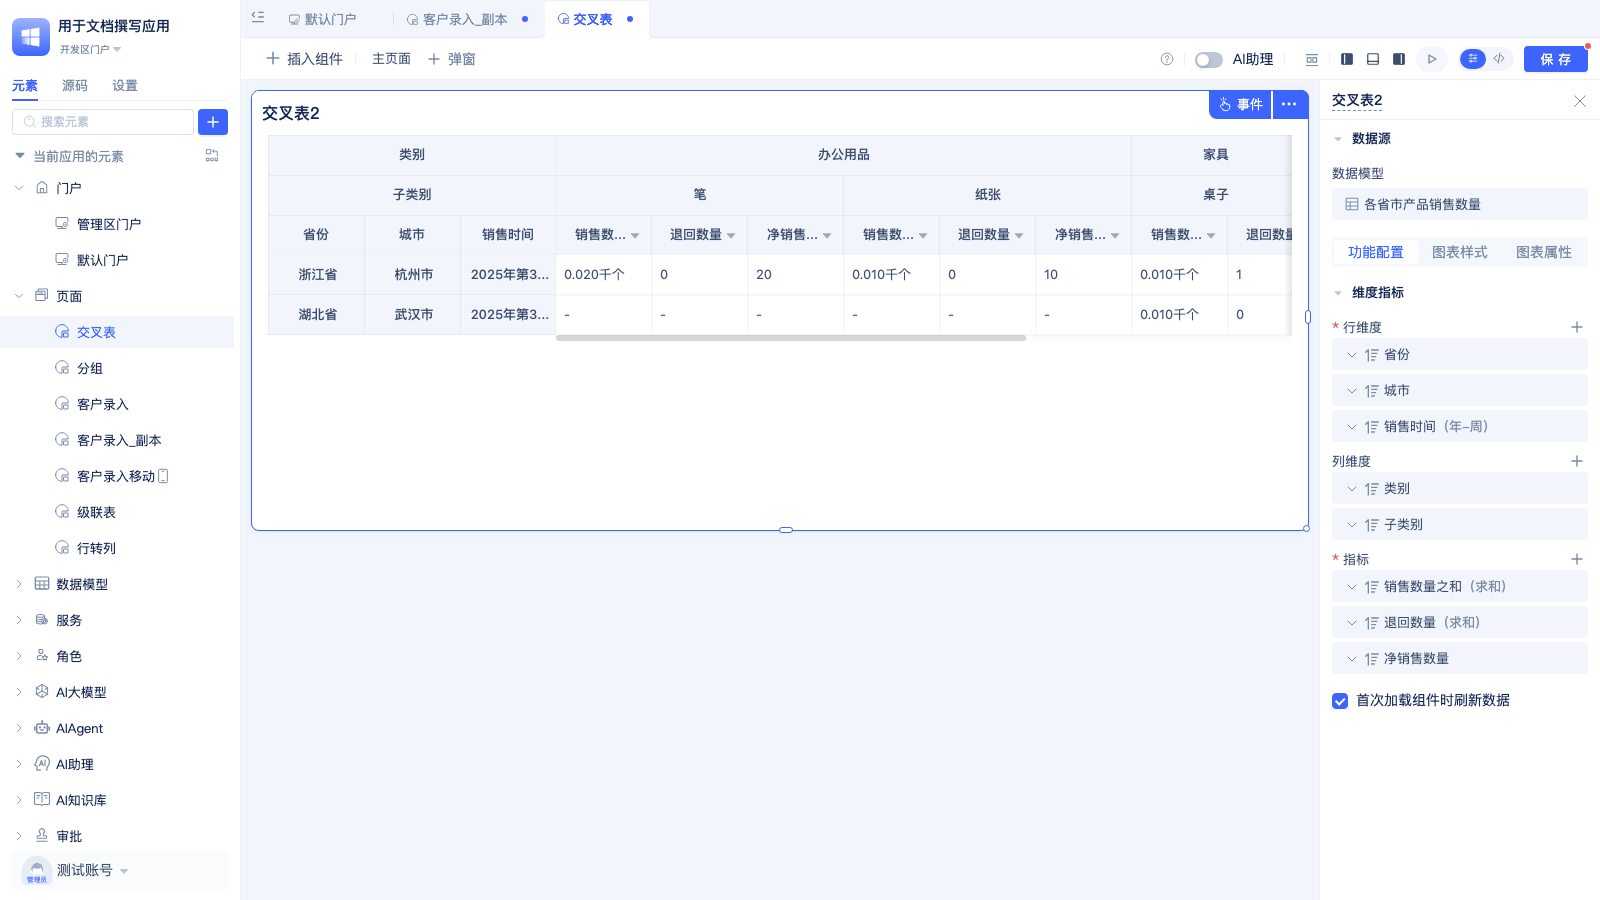 用于文档撰写应用
开发区门户
元素 源码 设置
搜索元素
当前应用的元素
门户
管理区门户
默认门户
页面
交叉表
分组
客户录入
客户录入_副本
客户录入移动
级联表
行转列
数据模型
服务
角色
AI大模型
AIAgent
AI助理
AI知识库
审批
管理员
测试账号
默认门户 客户录入_副本 交叉表
插入组件 主页面 弹窗
AI助理
保存
交叉表2
事件
类别 办公用品 家具
子类别 笔 纸张 桌子
省份 城市 销售时间 销售数... 退回数量 净销售... 销售数... 退回数量 净销售... 销售数... 退回数量
浙江省 杭州市 2025年第3... 0.020千个 0 20 0.010千个 0 10 0.010千个 1
湖北省 武汉市 2025年第3... - - - - - - 0.010千个 0
交叉表2
数据源
数据模型
各省市产品销售数量
功能配置 图表样式 图表属性
维度指标
* 行维度
省份
城市
销售时间（年-周）
列维度
类别
子类别
* 指标
销售数量之和（求和）
退回数量（求和）
净销售数量
首次加载组件时刷新数据